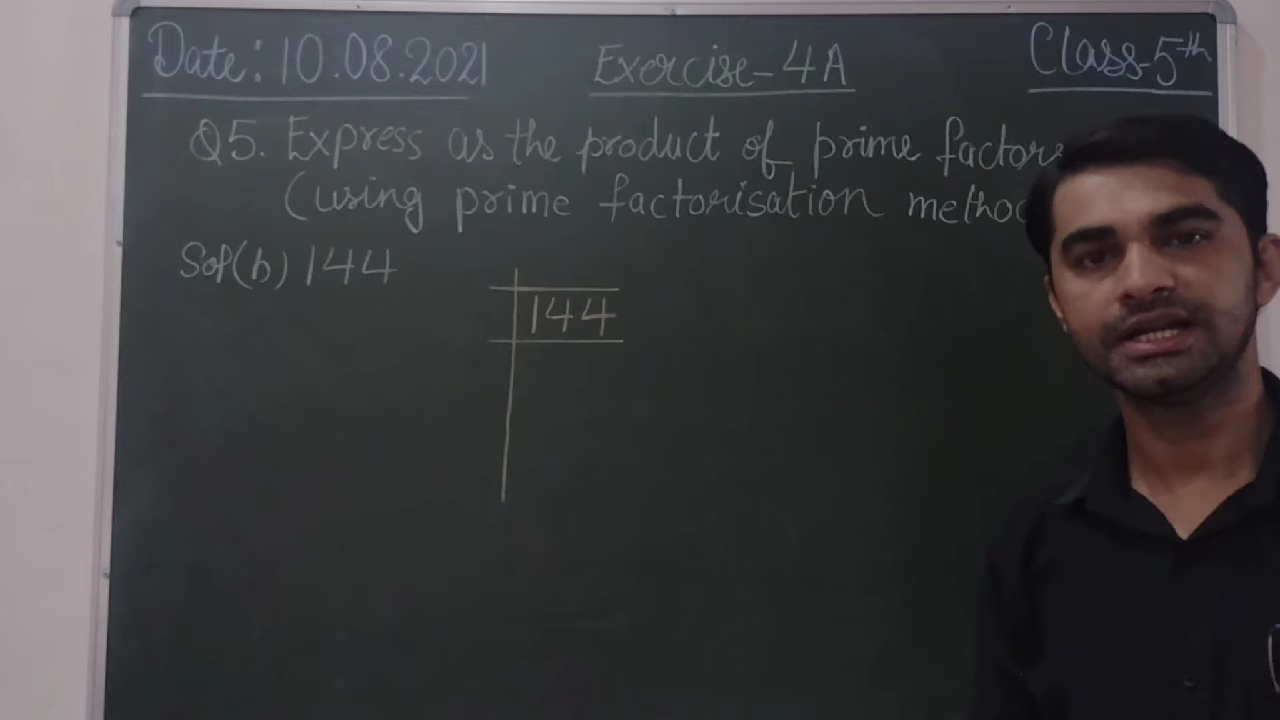 Date: 10.08.2021 Exercise-4A Class-5th
Q5. Express as the product of prime factors
(using prime factorisation
(b) 144
144